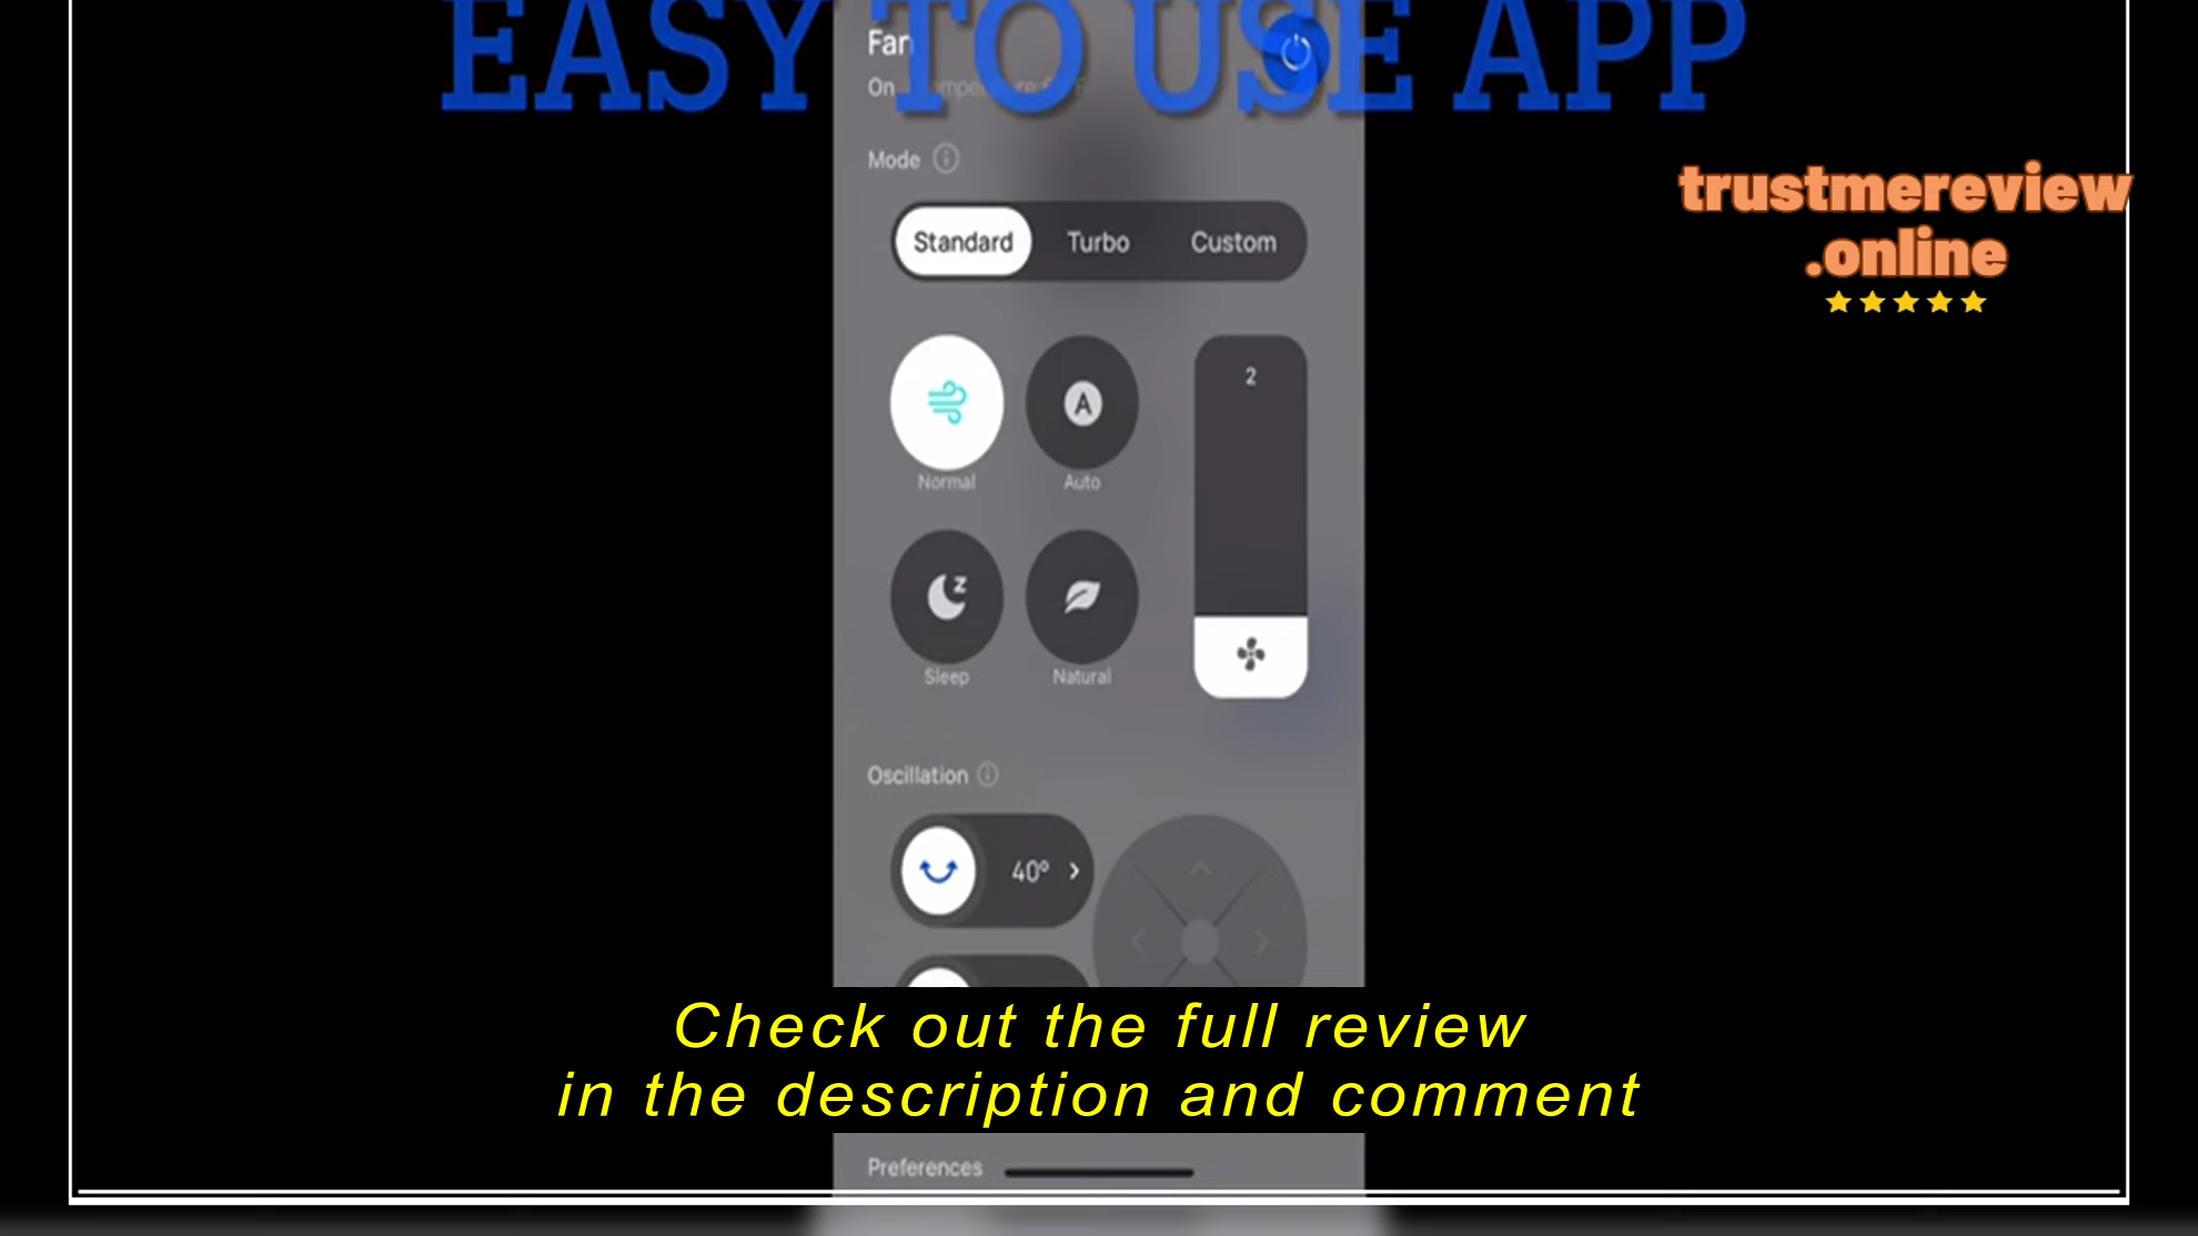 EASY TO USE APP
Fan
On
Mode
trustmereview
.online
Standard Turbo Custom
2
A
Normal Auto
Z
Sleep Natural
Oscillation
40°
Check out the full review
in the description and comment
Preferences